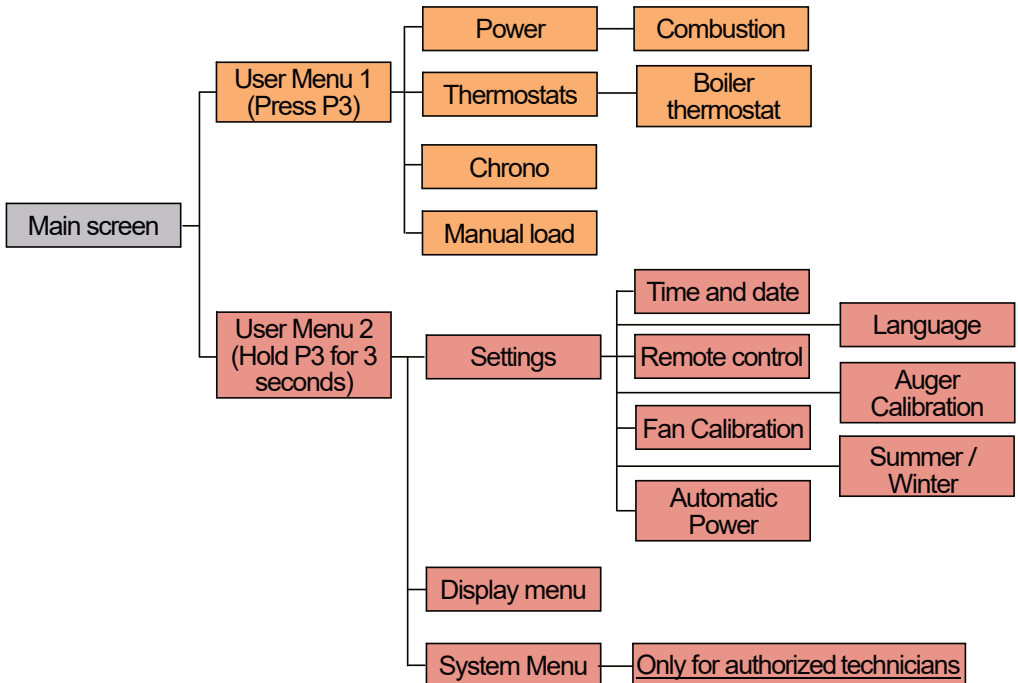 Main screen
User Menu 1
(Press P3)
Power
Combustion
Thermostats
Boiler
thermostat
Chrono
Manual load
User Menu 2
(Hold P3 for 3
seconds)
Settings
Time and date
Language
Remote control
Auger
Calibration
Fan Calibration
Summer /
Winter
Automatic
Power
Display menu
System Menu
Only for authorized technicians